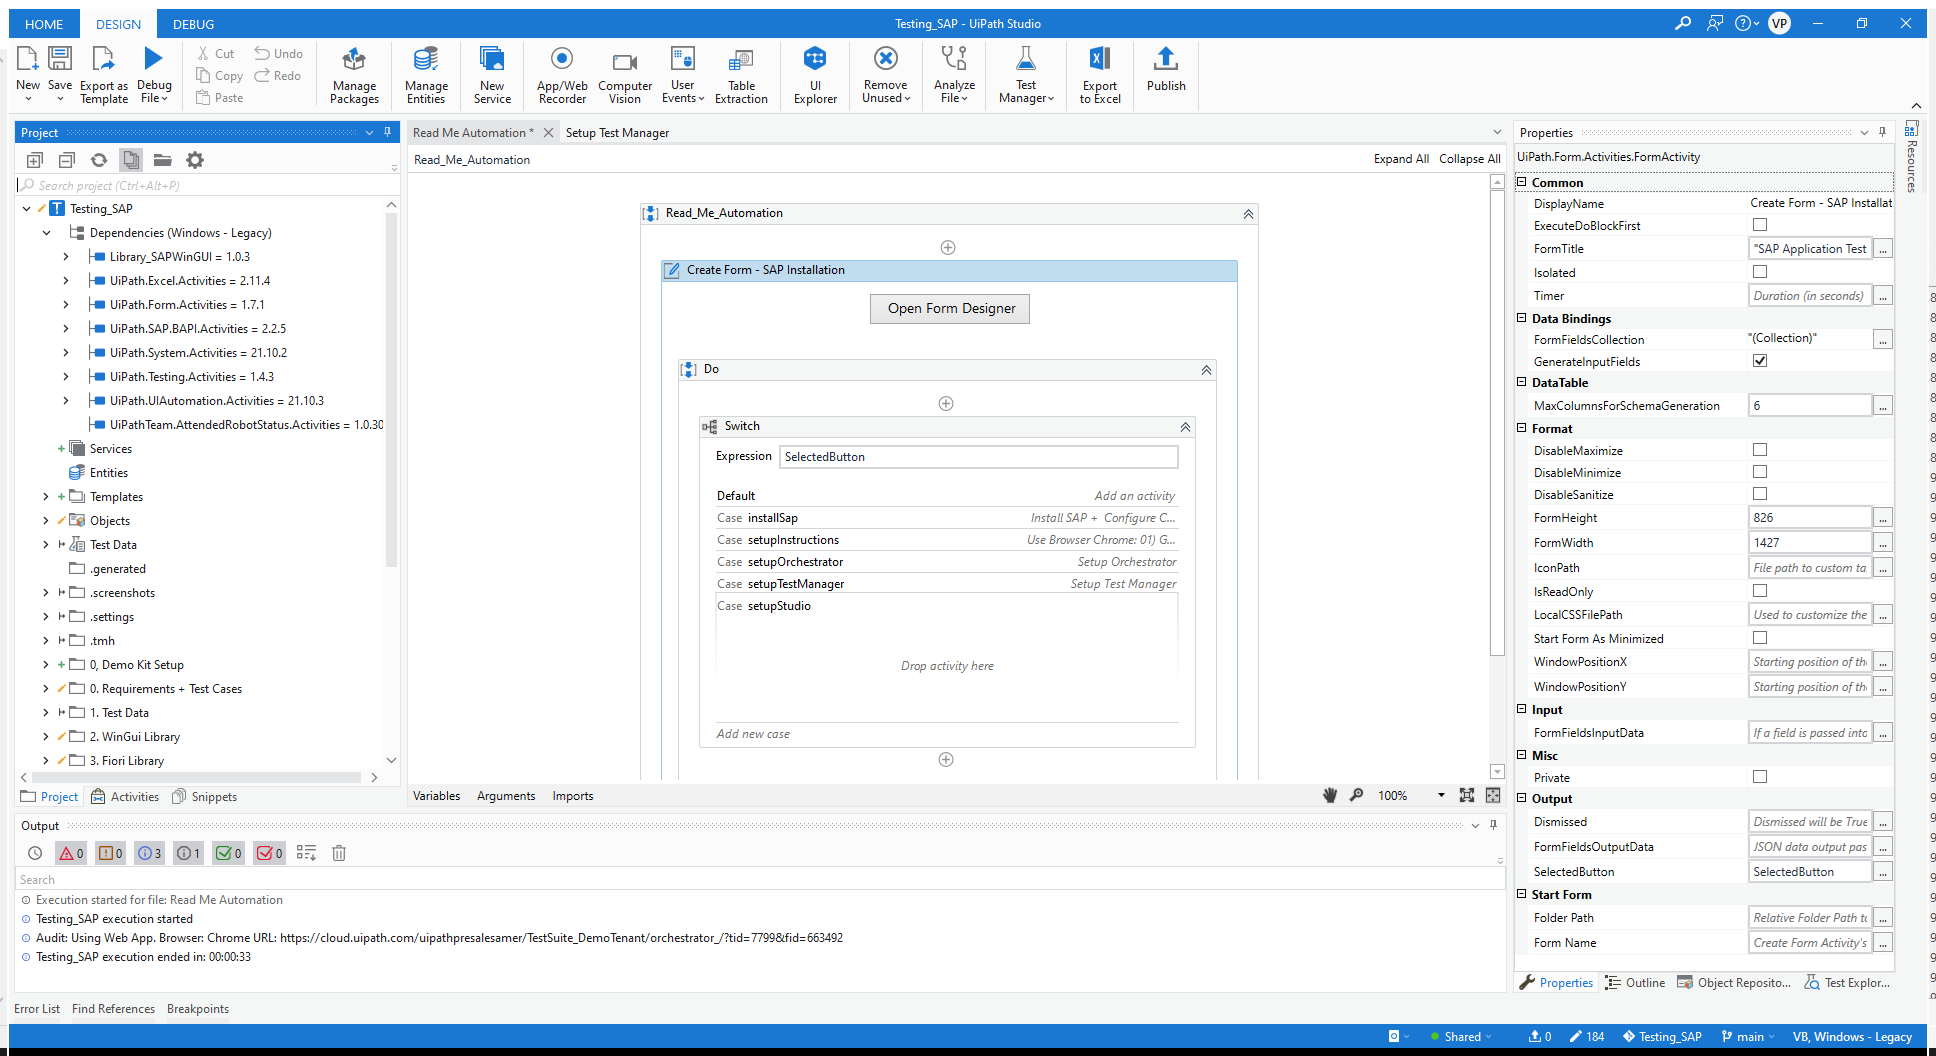 HOME DESIGN DEBUG Testing_SAP - UiPath Studio VP
New Save Export as Template Debug File Cut Copy Paste Undo Redo Manage Packages Manage Entities New Service App/Web Recorder Computer Vision User Events Table Extraction UI Explorer Remove Unused Analyze File Test Manager Export to Excel Publish
Project
Search project (Ctrl+Alt+P)
Testing_SAP
Dependencies (Windows - Legacy)
Library_SAPWinGUI = 1.0.3
UiPath.Excel.Activities = 2.11.4
UiPath.Form.Activities = 1.7.1
UiPath.SAP.BAPI.Activities = 2.2.5
UiPath.System.Activities = 21.10.2
UiPath.Testing.Activities = 1.4.3
UiPath.UIAutomation.Activities = 21.10.3
UiPathTeam.AttendedRobotStatus.Activities = 1.0.30
Services
Entities
Templates
Objects
Test Data
.generated
.screenshots
.settings
.tmh
0, Demo Kit Setup
0. Requirements + Test Cases
1. Test Data
2. WinGui Library
3. Fiori Library
Project Activities Snippets
Read Me Automation * Setup Test Manager
Read_Me_Automation Expand All Collapse All
Read_Me_Automation
Create Form - SAP Installation
Open Form Designer
Do
Switch
Expression SelectedButton
Default Add an activity
Case installSap Install SAP + Configure C...
Case setupInstructions Use Browser Chrome: 01) G...
Case setupOrchestrator Setup Orchestrator
Case setupTestManager Setup Test Manager
Case setupStudio
Drop activity here
Add new case
Variables Arguments Imports 100%
Properties
UiPath.Form.Activities.FormActivity
Common
DisplayName Create Form - SAP Installat
ExecuteDoBlockFirst
FormTitle "SAP Application Test ...
Isolated
Timer Duration (in seconds) ...
Data Bindings
FormFieldsCollection "(Collection)" ...
GenerateInputFields
DataTable
MaxColumnsForSchemaGeneration 6 ...
Format
DisableMaximize
DisableMinimize
DisableSanitize
FormHeight 826 ...
FormWidth 1427 ...
IconPath File path to custom ta ...
IsReadOnly
LocalCSSFilePath Used to customize the ...
Start Form As Minimized
WindowPositionX Starting position of the ...
WindowPositionY Starting position of the ...
Input
FormFieldsInputData If a field is passed into ...
Misc
Private
Output
Dismissed Dismissed will be True ...
FormFieldsOutputData JSON data output pas ...
SelectedButton SelectedButton ...
Start Form
Folder Path Relative Folder Path to ...
Form Name Create Form Activity's ...
Properties Outline Object Reposito... Test Explor...
Resources
Output
0 0 3 1 0 0
Search
Execution started for file: Read Me Automation
Testing_SAP execution started
Audit: Using Web App. Browser: Chrome URL: https://cloud.uipath.com/uipathpresalesamer/TestSuite_DemoTenant/orchestrator_/?tid=7799&fid=663492
Testing_SAP execution ended in: 00:00:33
Error List Find References Breakpoints
Shared 0 184 Testing_SAP main VB, Windows - Legacy